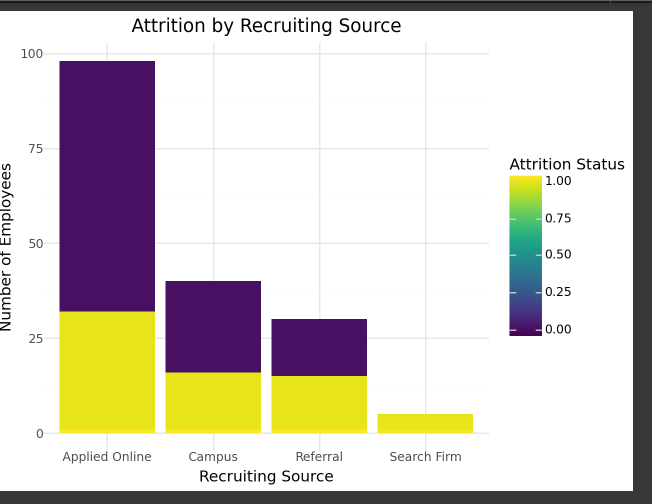 Attrition by Recruiting Source
Number of Employees
100
75
50
25
0
Applied Online
Campus
Referral
Search Firm
Recruiting Source
Attrition Status
1.00
0.75
0.50
0.25
0.00